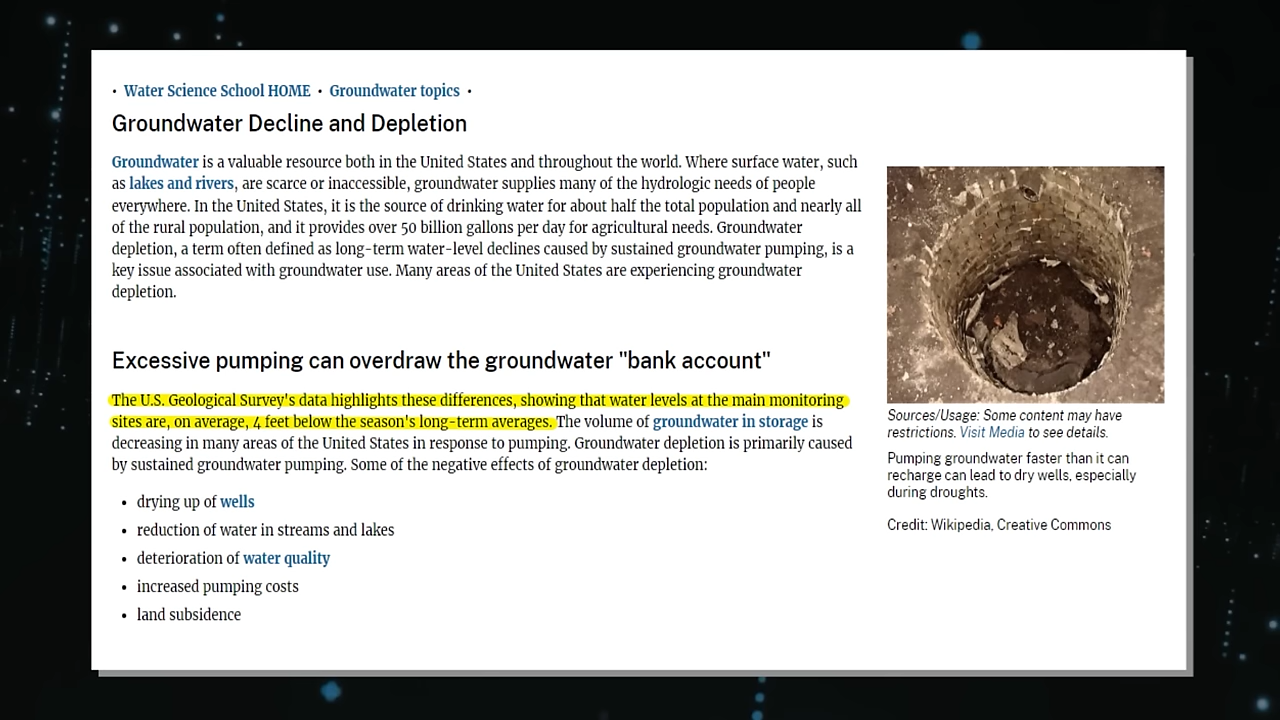 • Water Science School HOME • Groundwater topics •
Groundwater Decline and Depletion
Groundwater is a valuable resource both in the United States and throughout the world. Where surface water, such
as lakes and rivers, are scarce or inaccessible, groundwater supplies many of the hydrologic needs of people
everywhere. In the United States, it is the source of drinking water for about half the total population and nearly all
of the rural population, and it provides over 50 billion gallons per day for agricultural needs. Groundwater
depletion, a term often defined as long-term water-level declines caused by sustained groundwater pumping, is a
key issue associated with groundwater use. Many areas of the United States are experiencing groundwater
depletion.
Excessive pumping can overdraw the groundwater "bank account"
The U.S. Geological Survey's data highlights these differences, showing that water levels at the main monitoring
sites are, on average, 4 feet below the season's long-term averages. The volume of groundwater in storage is
decreasing in many areas of the United States in response to pumping. Groundwater depletion is primarily caused
by sustained groundwater pumping. Some of the negative effects of groundwater depletion:
• drying up of wells
• reduction of water in streams and lakes
• deterioration of water quality
• increased pumping costs
• land subsidence
Sources/Usage: Some content may have
restrictions. Visit Media to see details.
Pumping groundwater faster than it can
recharge can lead to dry wells, especially
during droughts.
Credit: Wikipedia, Creative Commons